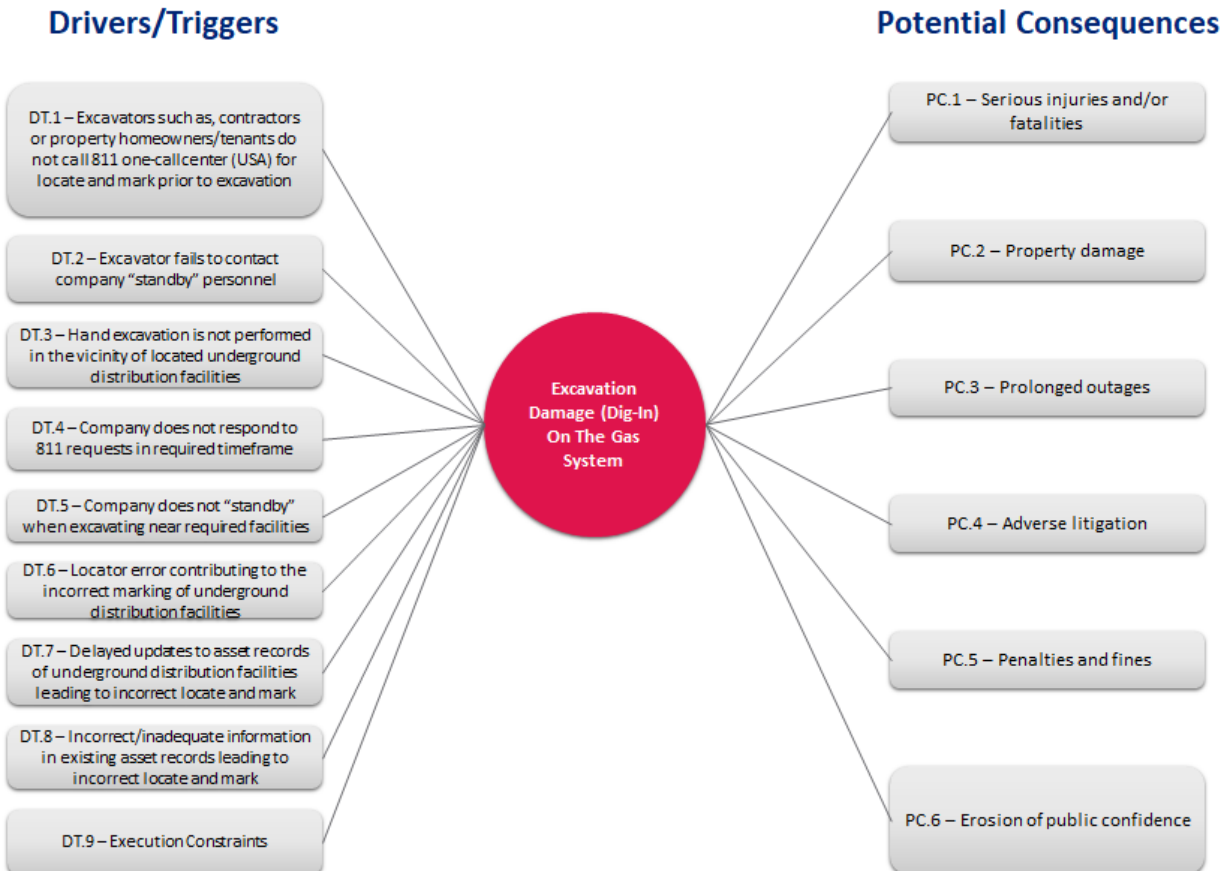 Drivers/Triggers
Potential Consequences
DT.1 – Excavators such as, contractors
or property homeowners/tenants do
not call 811 one-call center (USA) for
locate and mark prior to excavation
DT.2 – Excavator fails to contact
company “standby” personnel
DT.3 – Hand excavation is not performed
in the vicinity of located underground
distribution facilities
DT.4 – Company does not respond to
811 requests in required timeframe
DT.5 – Company does not “standby”
when excavating near required facilities
DT.6 – Locator error contributing to the
incorrect marking of underground
distribution facilities
DT.7 – Delayed updates to asset records
of underground distribution facilities
leading to incorrect locate and mark
DT.8 – Incorrect/inadequate information
in existing asset records leading to
incorrect locate and mark
DT.9 – Execution Constraints
Excavation
Damage (Dig-In)
On The Gas
System
PC.1 – Serious injuries and/or
fatalities
PC.2 – Property damage
PC.3 – Prolonged outages
PC.4 – Adverse litigation
PC.5 – Penalties and fines
PC.6 – Erosion of public confidence